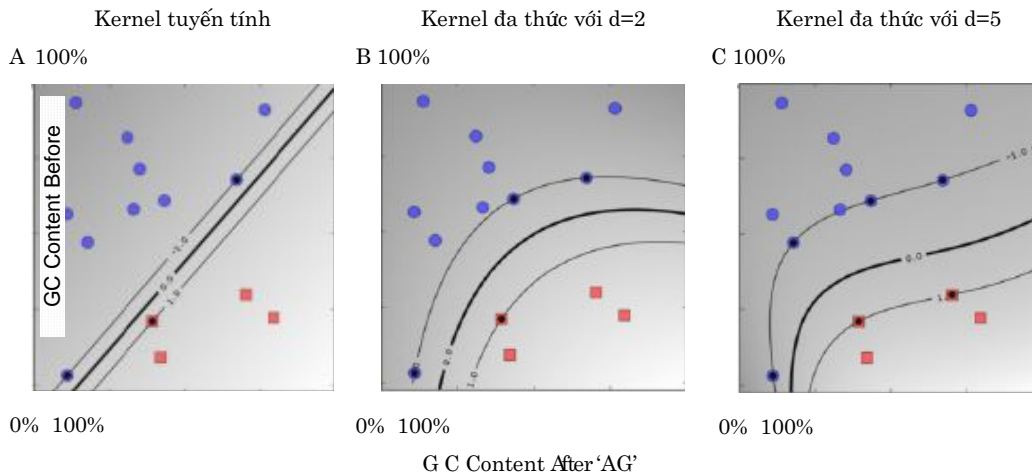 Kernel tuyến tính
Kernel đa thức với d=2
Kernel đa thức với d=5
A 100%
B 100%
C 100%
GC Content Before
-1.0
0.0
1.0
0.0
1.0
-1.0
0.0
0% 100%
0% 100%
0% 100%
G C Content After ‘AG’